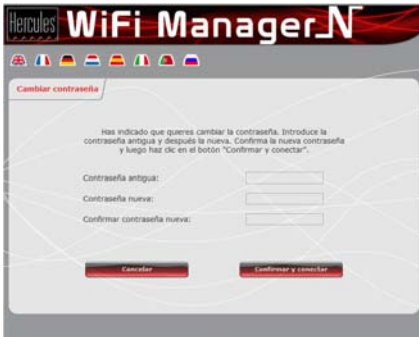 Hercules WiFi Manager N
Cambiar contraseña
Has indicado que quieres cambiar la contraseña. Introduce la
contraseña antigua y después la nueva. Confirma la nueva contraseña
y luego haz clic en el botón "Confirmar y conectar".
Contraseña antigua:
Contraseña nueva:
Confirmar contraseña nueva:
Cancelar Confirmar y conectar